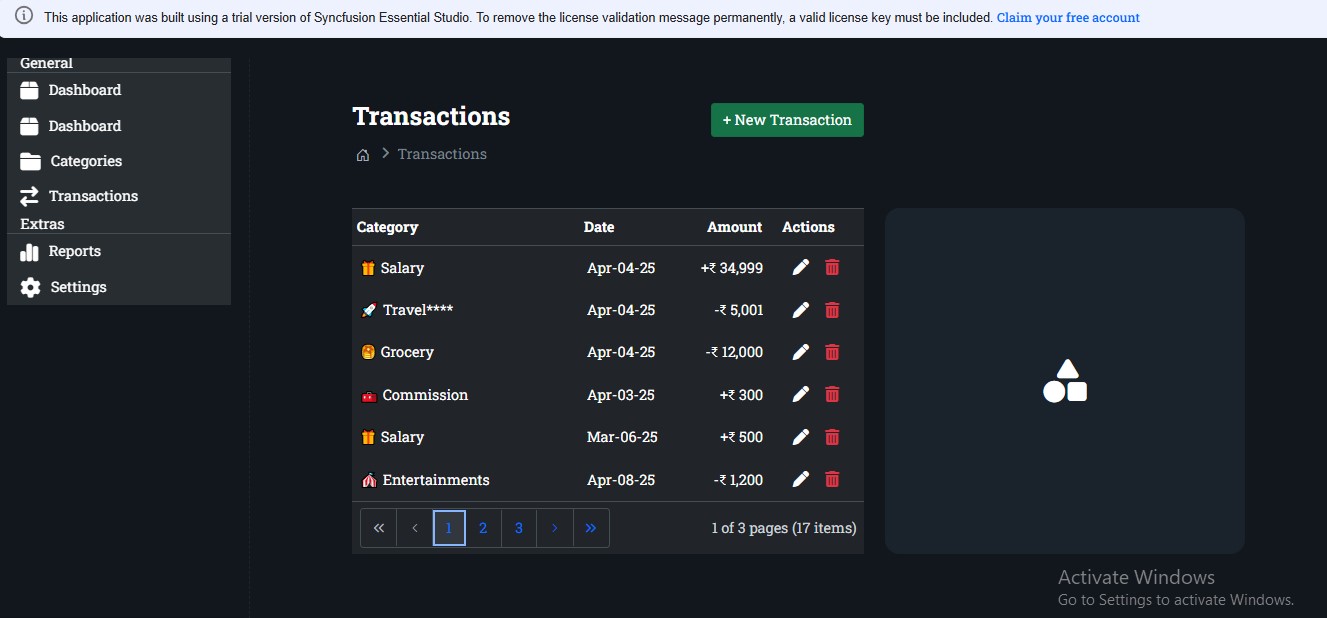 This application was built using a trial version of Syncfusion Essential Studio. To remove the license validation message permanently, a valid license key must be included. Claim your free account
General
Dashboard
Dashboard
Categories
Transactions
Extras
Reports
Settings
Transactions
+ New Transaction
Transactions
Category Date Amount Actions
Salary Apr-04-25 +₹ 34,999
Travel**** Apr-04-25 -₹ 5,001
Grocery Apr-04-25 -₹ 12,000
Commission Apr-03-25 +₹ 300
Salary Mar-06-25 +₹ 500
Entertainments Apr-08-25 -₹ 1,200
« ‹ 1 2 3 › » 1 of 3 pages (17 items)
Activate Windows
Go to Settings to activate Windows.